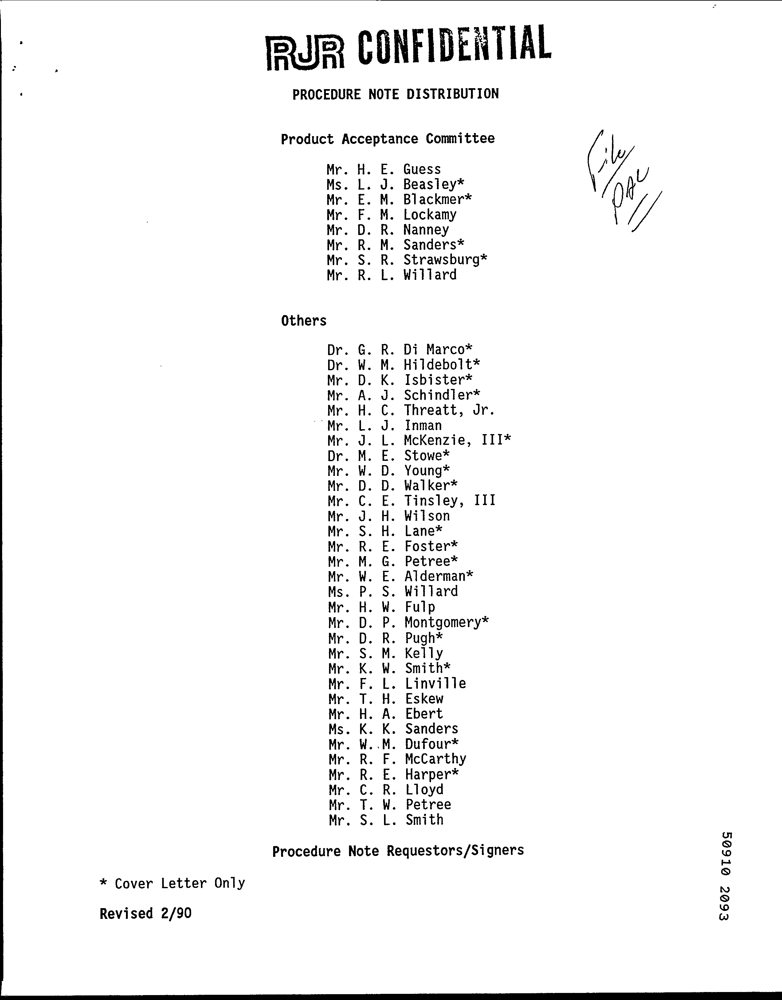 RJR CONFIDENTIAL
PROCEDURE NOTE DISTRIBUTION
Product Acceptance Committee
File
PAC
Mr. H. E. Guess
Ms. L. J. Beasley*
Mr. E. M. Blackmer*
Mr. F. M. Lockamy
Mr. D. R. Nanney
Mr. R. M. Sanders*
Mr. S. R. Strawsburg*
Mr. R. L. Willard
Others
Dr. G. R. Di Marco*
Dr. W. M. Hildebolt*
Mr. D. K. Isbister*
Mr. A. J. Schindler*
Mr. H. C. Threatt, Jr.
Mr. L. J. Inman
Mr. J. L. McKenzie, III*
Dr. M. E. Stowe*
Mr. W. D. Young*
Mr. D. D. Walker*
Mr. C. E. Tinsley, III
Mr. J. H. Wilson
Mr. S. H. Lane*
Mr. R. E. Foster*
Mr. M. G. Petree*
Mr. W. E. Alderman*
Ms. P. S. Willard
Mr. H. W. Fulp
Mr. D. P. Montgomery*
Mr. D. R. Pugh*
Mr. S. M. Kelly
Mr. K. W. Smith*
Mr. F. L. Linville
Mr. T. H. Eskew
Mr. H. A. Ebert
Ms. K. K. Sanders
Mr. W. M. Dufour*
Mr. R. F. McCarthy
Mr. R. E. Harper*
Mr. C. R. Lloyd
Mr. T. W. Petree
Mr. S. L. Smith
Procedure Note Requestors/Signers
* Cover Letter Only
Revised 2/90
50910 2093